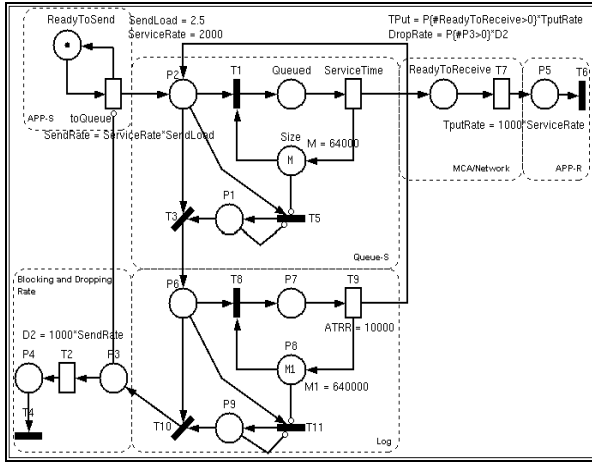 ReadyToSend
SendLoad = 2.5
ServiceRate = 2000
TPut = P{#ReadyToReceive>0}*TputRate
DropRate = P{#P3>0}*D2
P2
T1
Queued
ServiceTime
ReadyToReceive
T7
P5
T6
APP-S
toQueue
SendRate = ServiceRate*SendLoad
Size
M = 64000
TputRate = 1000*ServiceRate
M
P1
MCA/Network
APP-R
T3
T5
Queue-S
Blocking and Dropping
Rate
P6
T8
P7
T9
D2 = 1000*SendRate
ATRR = 10000
P4
T2
P3
P8
M1
M1 = 640000
T4
P9
T10
T11
Log